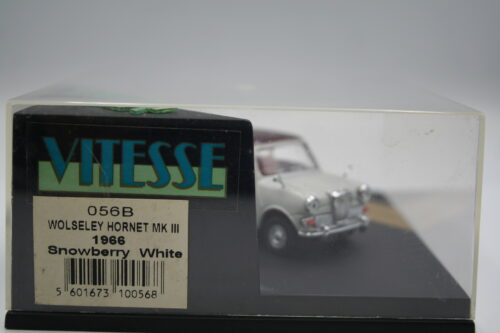 VITESSE
056B
WOLSELEY HORNET MK III
1966
Snowberry White
5 601673 100568